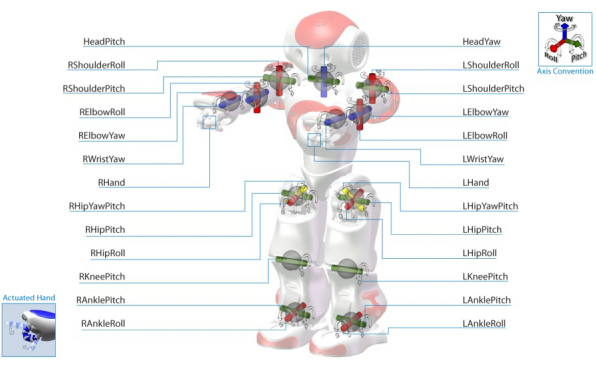 Yaw
Roll
Pitch
Axis Convention
HeadPitch
HeadYaw
RShoulderRoll
LShoulderRoll
RShoulderPitch
LShoulderPitch
RElbowRoll
LElbowYaw
RElbowYaw
LElbowRoll
RWristYaw
LWristYaw
RHand
LHand
RHipYawPitch
LHipYawPitch
RHipPitch
LHipPitch
RHipRoll
LHipRoll
RKneePitch
LKneePitch
Actuated Hand
RAnklePitch
LAnklePitch
RAnkleRoll
LAnkleRoll